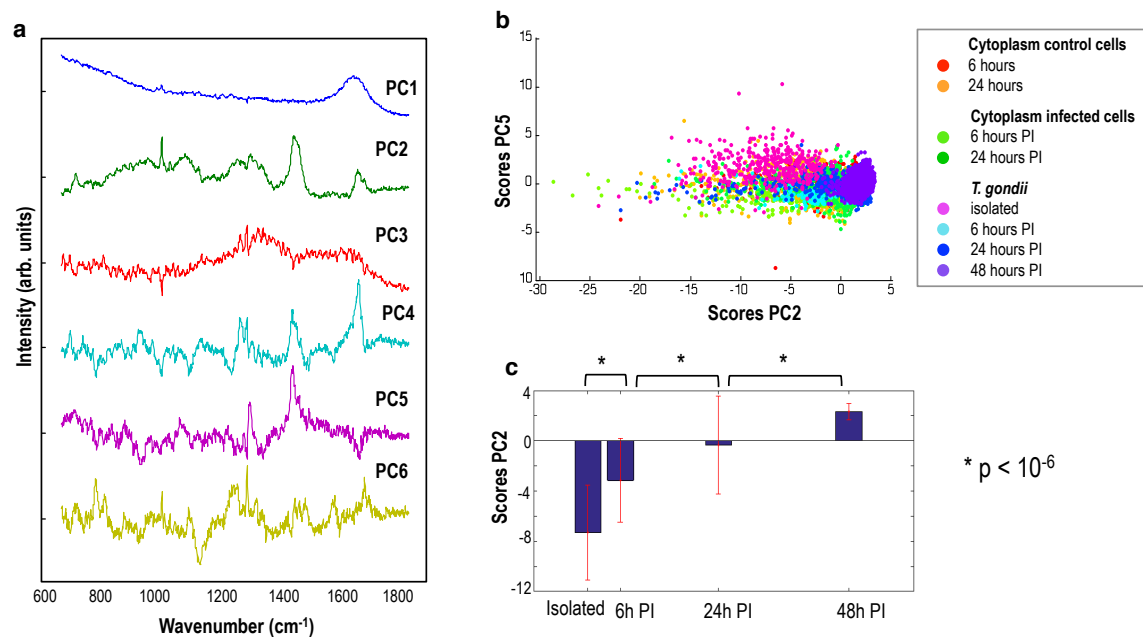 a
PC1
PC2
PC3
PC4
PC5
PC6
Intensity (arb. units)
600 800 1000 1200 1400 1600 1800
Wavenumber (cm-1)
b
15
10
5
0
-5
10
-30 -25 -20 -15 -10 -5 0 5
Scores PC5
Scores PC2
Cytoplasm control cells
6 hours
24 hours
Cytoplasm infected cells
6 hours PI
24 hours PI
T. gondii
isolated
6 hours PI
24 hours PI
48 hours PI
c
* * *
4
0
-4
-8
-12
Scores PC2
Isolated 6h PI 24h PI 48h PI
* p < 10-6